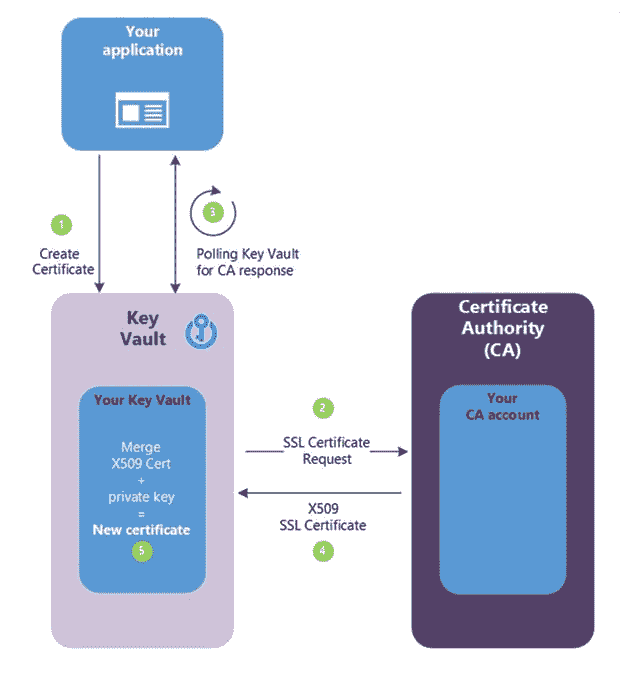 Your
application
1
3
Create
Certificate
Polling Key Vault
for CA response
Key
Vault
Certificate
Authority
(CA)
Your Key Vault
Your
CA account
2
Merge
X509 Cert
+
private key
=
New certificate
5
SSL Certificate
Request
X509
SSL Certificate
4